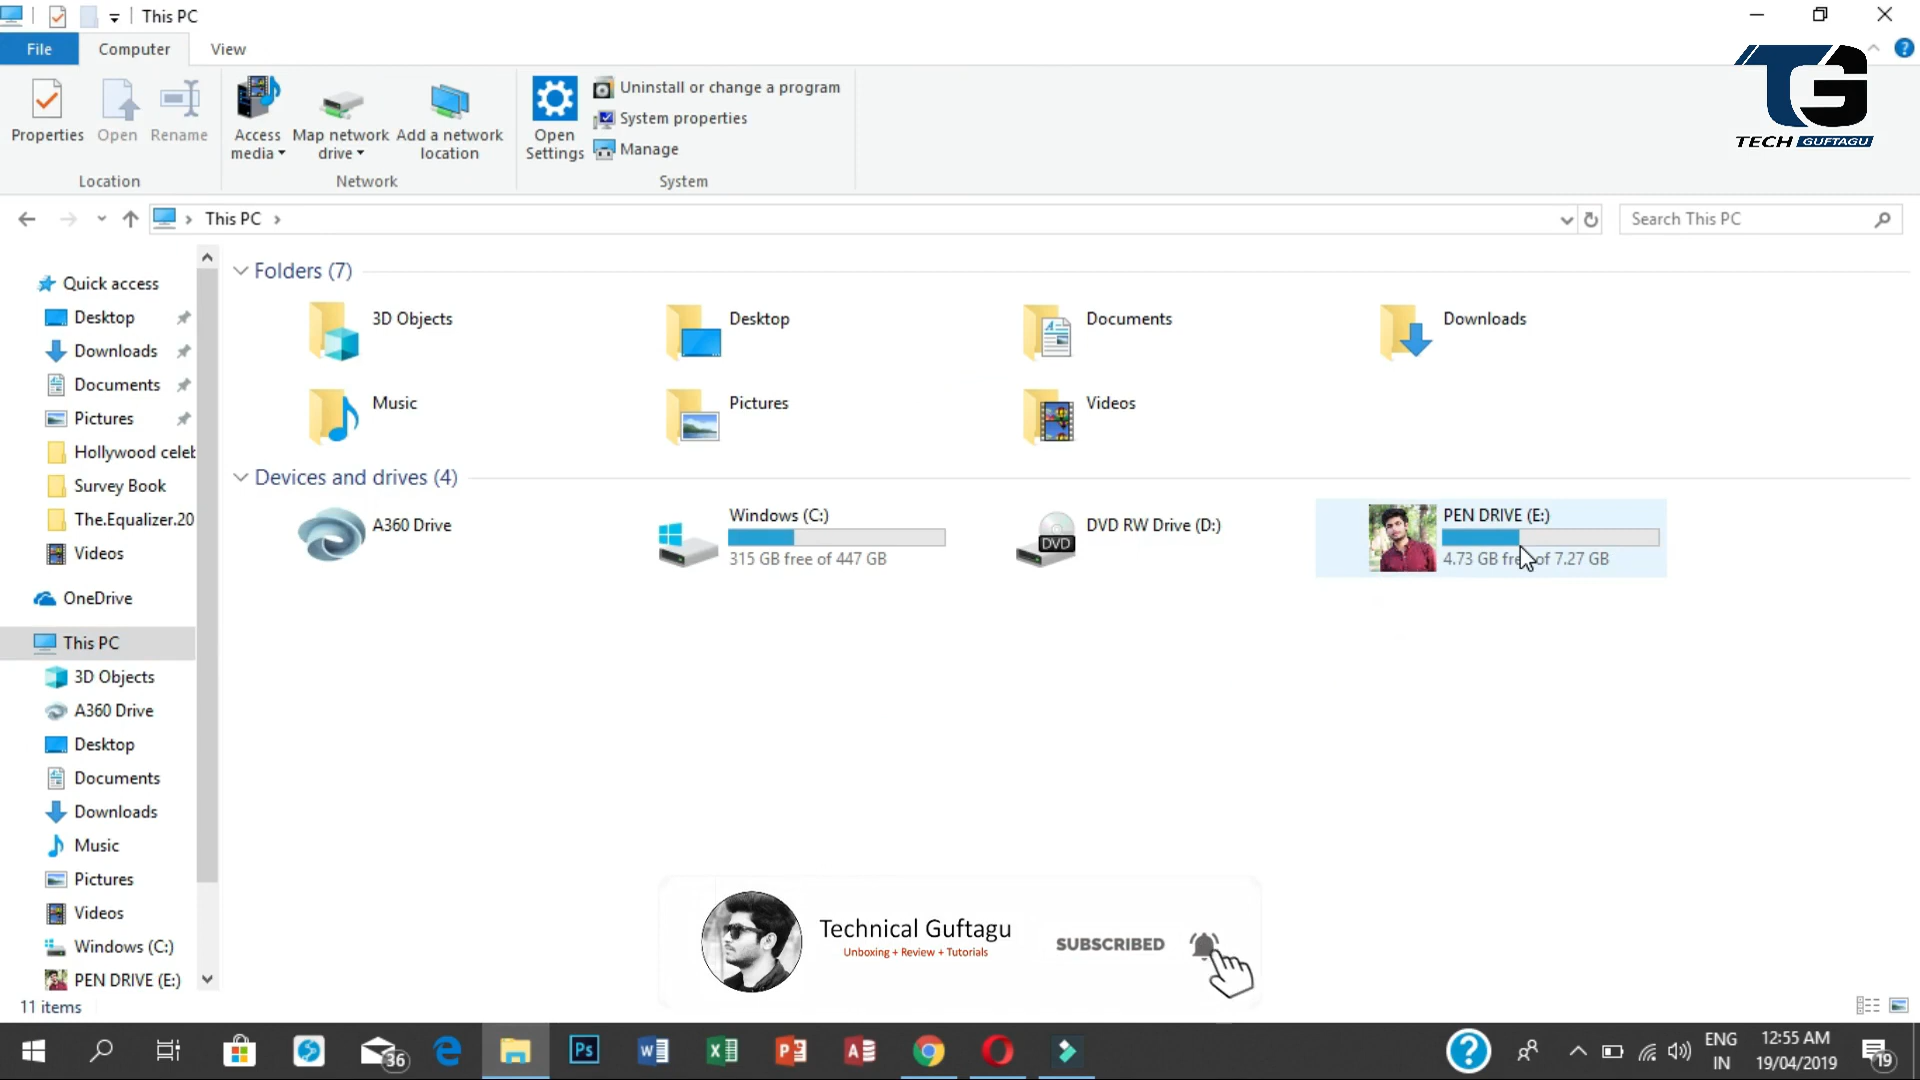 This PC
File
Computer
View
TG
TECH GUFTAGU
Properties
Open
Rename
Access media
Map network drive
Add a network location
Open Settings
Uninstall or change a program
System properties
Manage
Location
Network
System
This PC
Search This PC
Quick access
Desktop
Downloads
Documents
Pictures
Hollywood celeb
Survey Book
The.Equalizer.20
Videos
OneDrive
This PC
3D Objects
A360 Drive
Desktop
Documents
Downloads
Music
Pictures
Videos
Windows (C:)
PEN DRIVE (E:)
Folders (7)
3D Objects
Desktop
Documents
Downloads
Music
Pictures
Videos
Devices and drives (4)
A360 Drive
Windows (C:)
315 GB free of 447 GB
DVD
DVD RW Drive (D:)
PEN DRIVE (E:)
4.73 GB free of 7.27 GB
Technical Guftagu
Unboxing + Review + Tutorials
SUBSCRIBED
11 items
36
Ps
ENG
IN
12:55 AM
19/04/2019
19